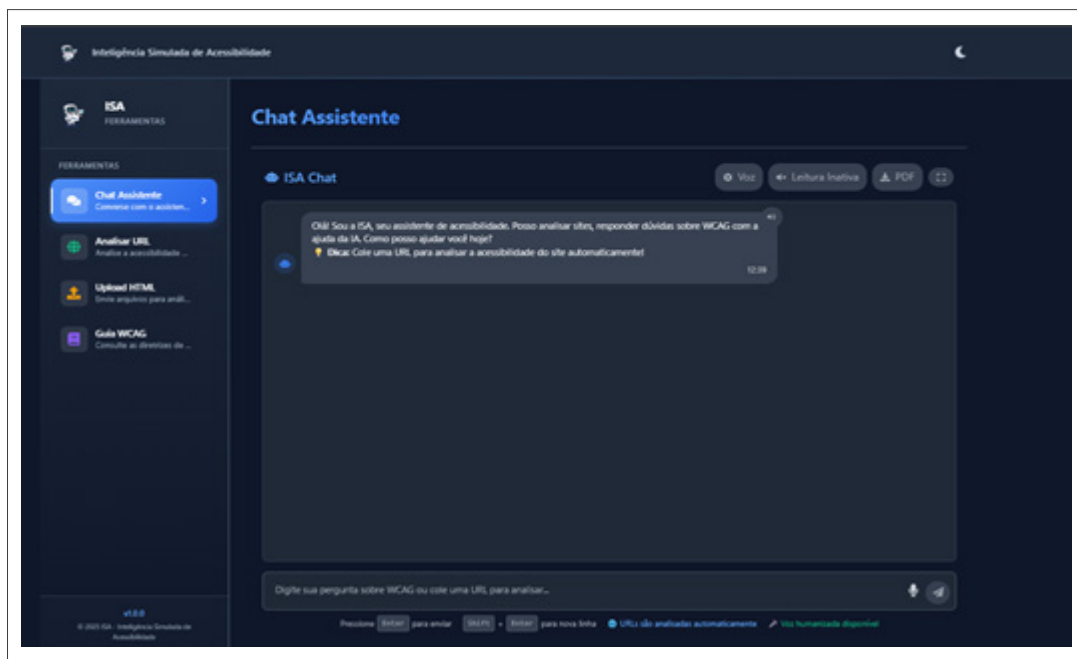 Inteligência Simulada de Acessibilidade
ISA
FERRAMENTAS
FERRAMENTAS
Chat Assistente
Converse com o assisten...
Analisar URL
Analise a acessibilidade ...
Upload HTML
Envie arquivos para análi...
Guia WCAG
Consulte as diretrizes de ...
v1.0.0
© 2025 ISA - Inteligência Simulada de
Acessibilidade
Chat Assistente
ISA Chat
Voz
Leitura Inativa
PDF
Olá! Sou a ISA, seu assistente de acessibilidade. Posso analisar sites, responder dúvidas sobre WCAG com a
ajuda da IA. Como posso ajudar você hoje?
Dica: Cole uma URL para analisar a acessibilidade do site automaticamente!
12:39
Digite sua pergunta sobre WCAG ou cole uma URL para analisar...
Pressione Enter para enviar Shift + Enter para nova linha URLs são analisadas automaticamente Voz humanizada disponível